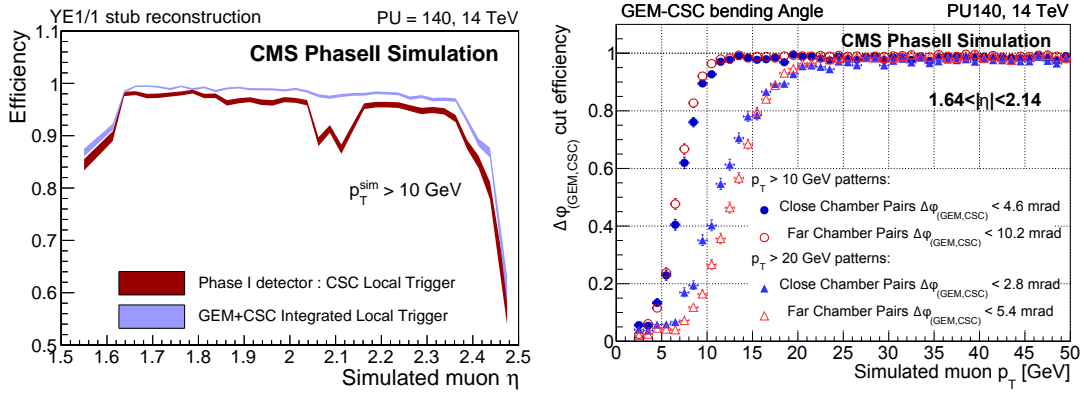 YE1/1 stub reconstruction PU = 140, 14 TeV
CMS PhaseII Simulation
Efficiency
1
0.9
0.8
0.7
0.6
0.5
p_T^sim > 10 GeV
Phase I detector : CSC Local Trigger
GEM+CSC Integrated Local Trigger
1.5 1.6 1.7 1.8 1.9 2 2.1 2.2 2.3 2.4 2.5
Simulated muon η
GEM-CSC bending Angle PU140, 14 TeV
CMS PhaseII Simulation
Δφ(GEM,CSC) cut efficiency
1
0.8
0.6
0.4
0.2
0
1.64<|η|<2.14
p_T > 10 GeV patterns:
Close Chamber Pairs Δφ(GEM,CSC) < 4.6 mrad
Far Chamber Pairs Δφ(GEM,CSC) < 10.2 mrad
p_T > 20 GeV patterns:
Close Chamber Pairs Δφ(GEM,CSC) < 2.8 mrad
Far Chamber Pairs Δφ(GEM,CSC) < 5.4 mrad
0 5 10 15 20 25 30 35 40 45 50
Simulated muon p_T [GeV]